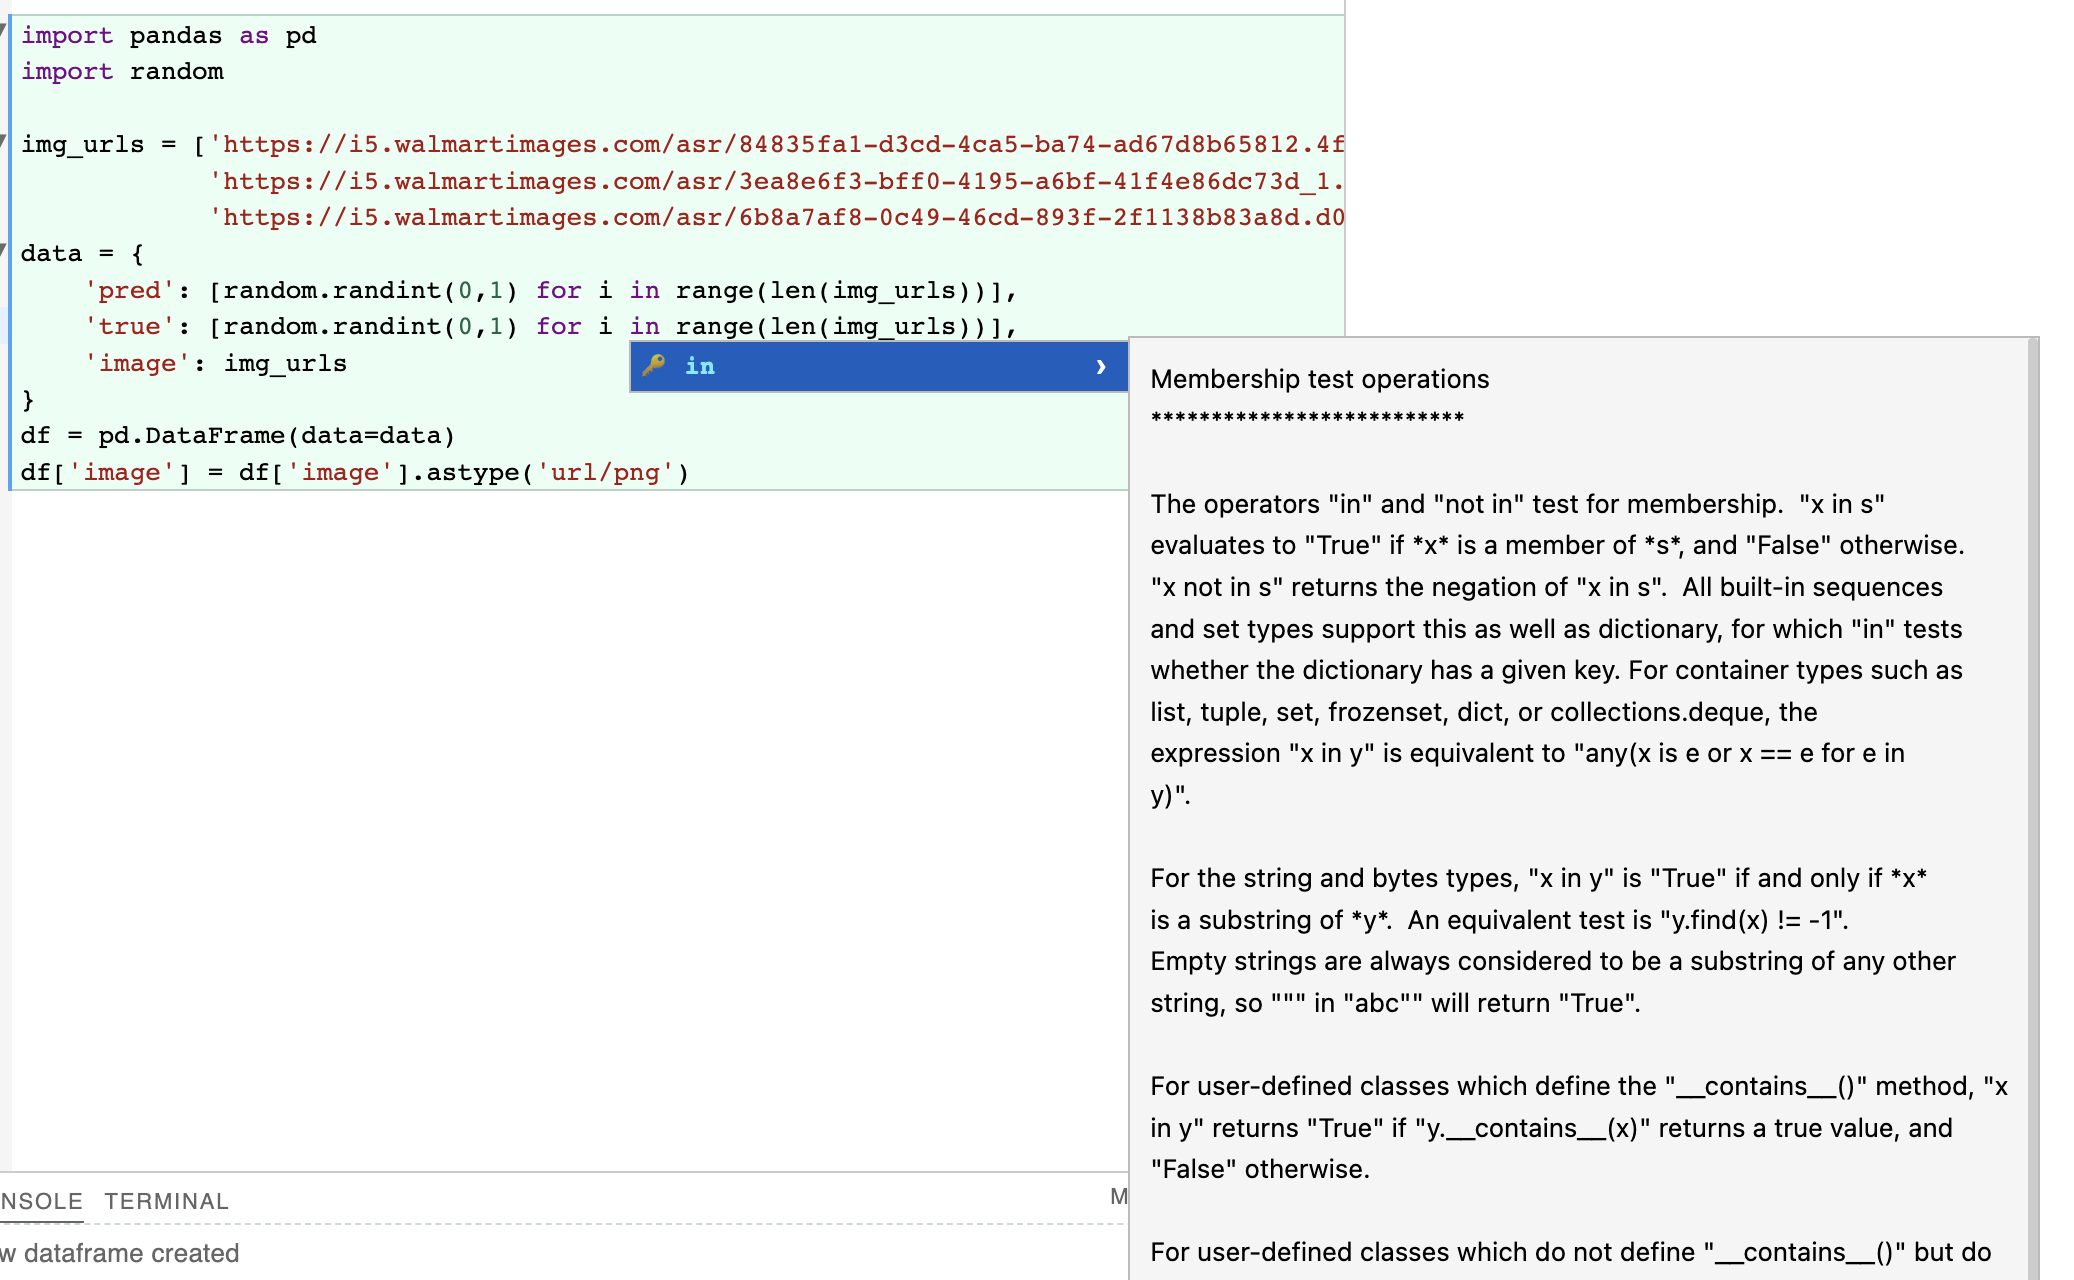 import pandas as pd
import random
img_urls = ['https://i5.walmartimages.com/asr/84835fa1-d3cd-4ca5-ba74-ad67d8b65812.4f
'https://i5.walmartimages.com/asr/3ea8e6f3-bff0-4195-a6bf-41f4e86dc73d_1.
'https://i5.walmartimages.com/asr/6b8a7af8-0c49-46cd-893f-2f1138b83a8d.d0
data = {
'pred': [random.randint(0,1) for i in range(len(img_urls))],
'true': [random.randint(0,1) for i in range(len(img_urls))],
'image': img_urls
}
df = pd.DataFrame(data=data)
df['image'] = df['image'].astype('url/png')
in ›
Membership test operations
**************************
The operators "in" and "not in" test for membership.  "x in s"
evaluates to "True" if *x* is a member of *s*, and "False" otherwise.
"x not in s" returns the negation of "x in s".  All built-in sequences
and set types support this as well as dictionary, for which "in" tests
whether the dictionary has a given key. For container types such as
list, tuple, set, frozenset, dict, or collections.deque, the
expression "x in y" is equivalent to "any(x is e or x == e for e in
y)".
For the string and bytes types, "x in y" is "True" if and only if *x*
is a substring of *y*.  An equivalent test is "y.find(x) != -1".
Empty strings are always considered to be a substring of any other
string, so """ in "abc"" will return "True".
For user-defined classes which define the "__contains__()" method, "x
in y" returns "True" if "y.__contains__(x)" returns a true value, and
"False" otherwise.
For user-defined classes which do not define "__contains__()" but do
NSOLE TERMINAL M
w dataframe created